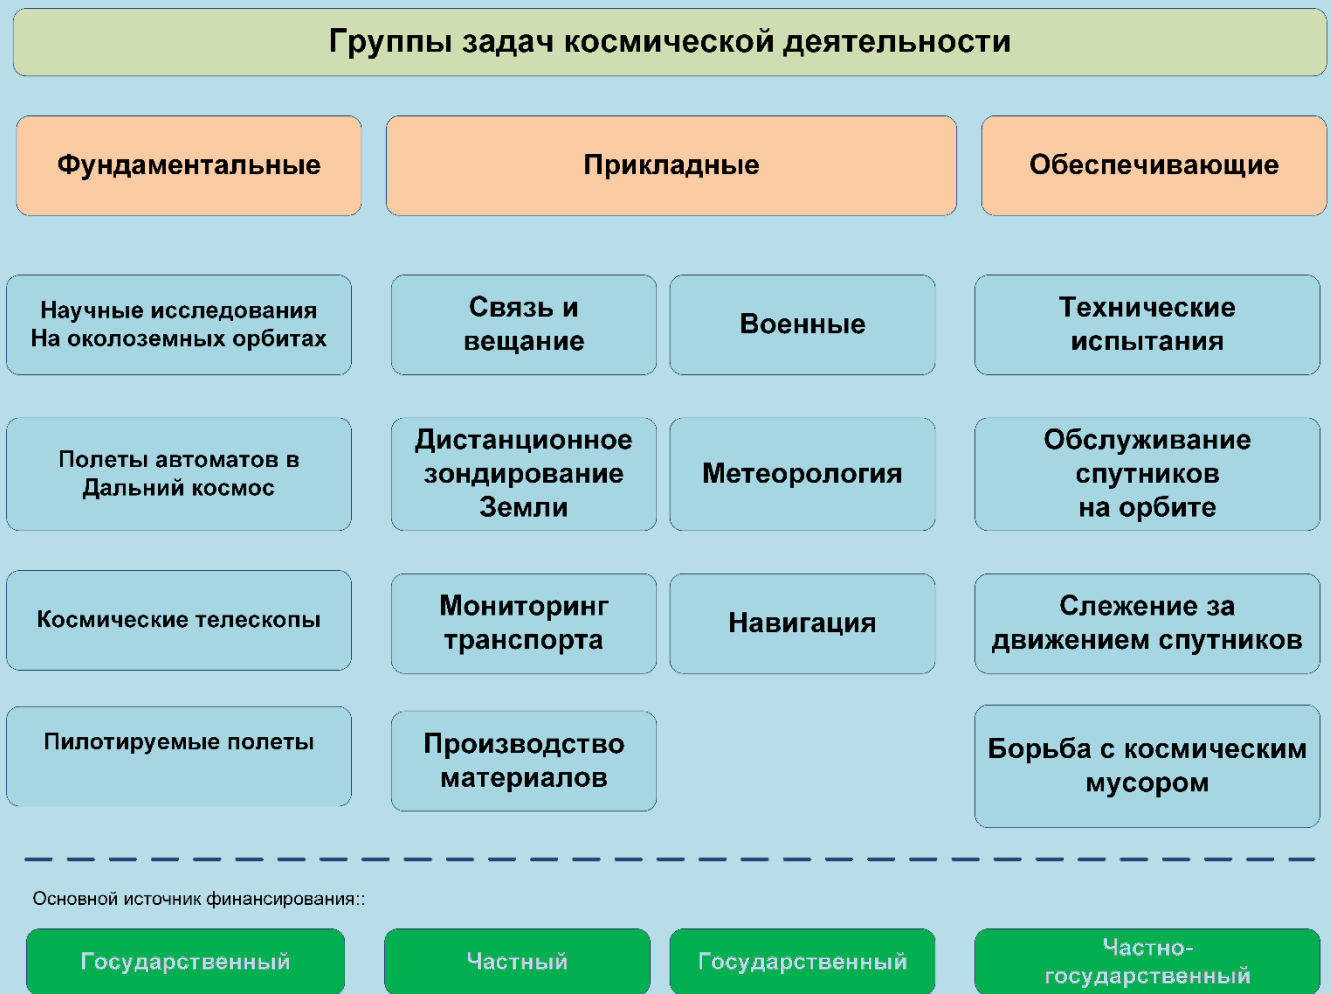 Группы задач космической деятельности
Фундаментальные
Прикладные
Обеспечивающие
Научные исследования
На околоземных орбитах
Связь и
вещание
Военные
Технические
испытания
Полеты автоматов в
Дальний космос
Дистанционное
зондирование
Земли
Метеорология
Обслуживание
спутников
на орбите
Космические телескопы
Мониторинг
транспорта
Навигация
Слежение за
движением спутников
Пилотируемые полеты
Производство
материалов
Борьба с космическим
мусором
Основной источник финансирования::
Государственный
Частный
Государственный
Частно-
государственный